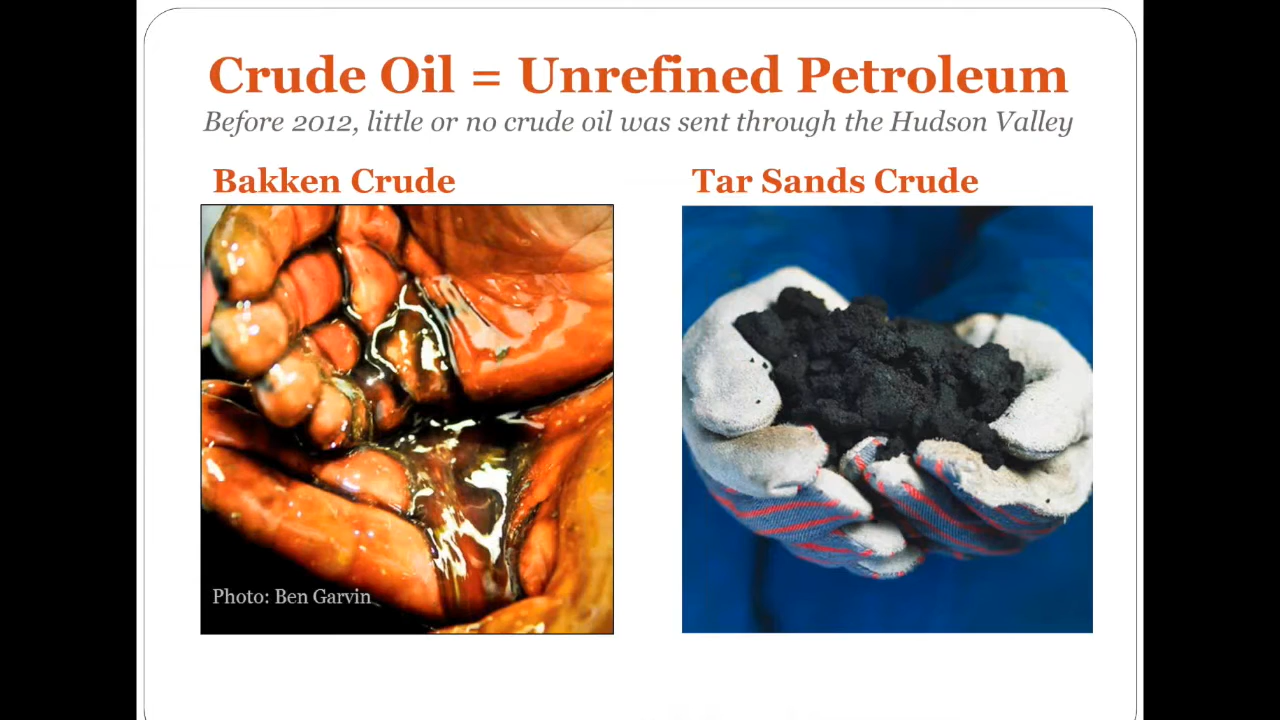 Crude Oil = Unrefined Petroleum
Before 2012, little or no crude oil was sent through the Hudson Valley
Bakken Crude
Tar Sands Crude
Photo: Ben Garvin